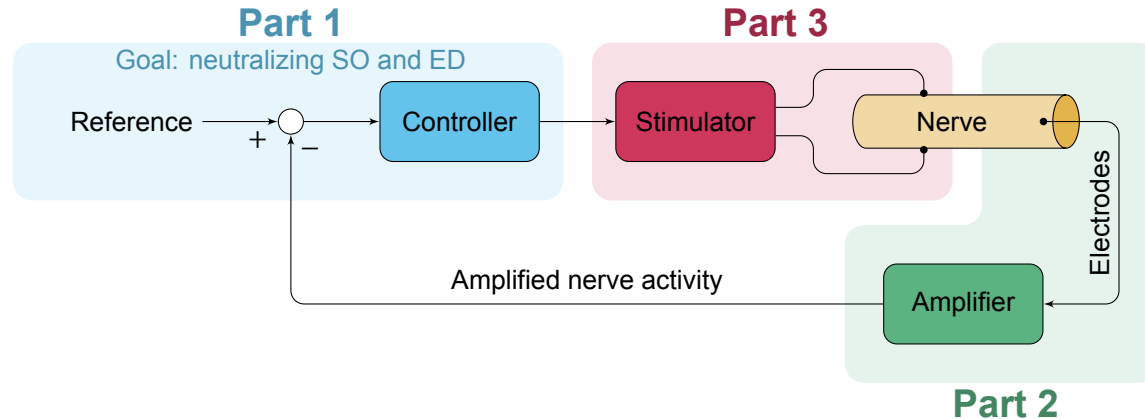 Part 1
Part 3
Goal: neutralizing SO and ED
Reference
+
−
Controller
Stimulator
Nerve
Electrodes
Amplified nerve activity
Amplifier
Part 2